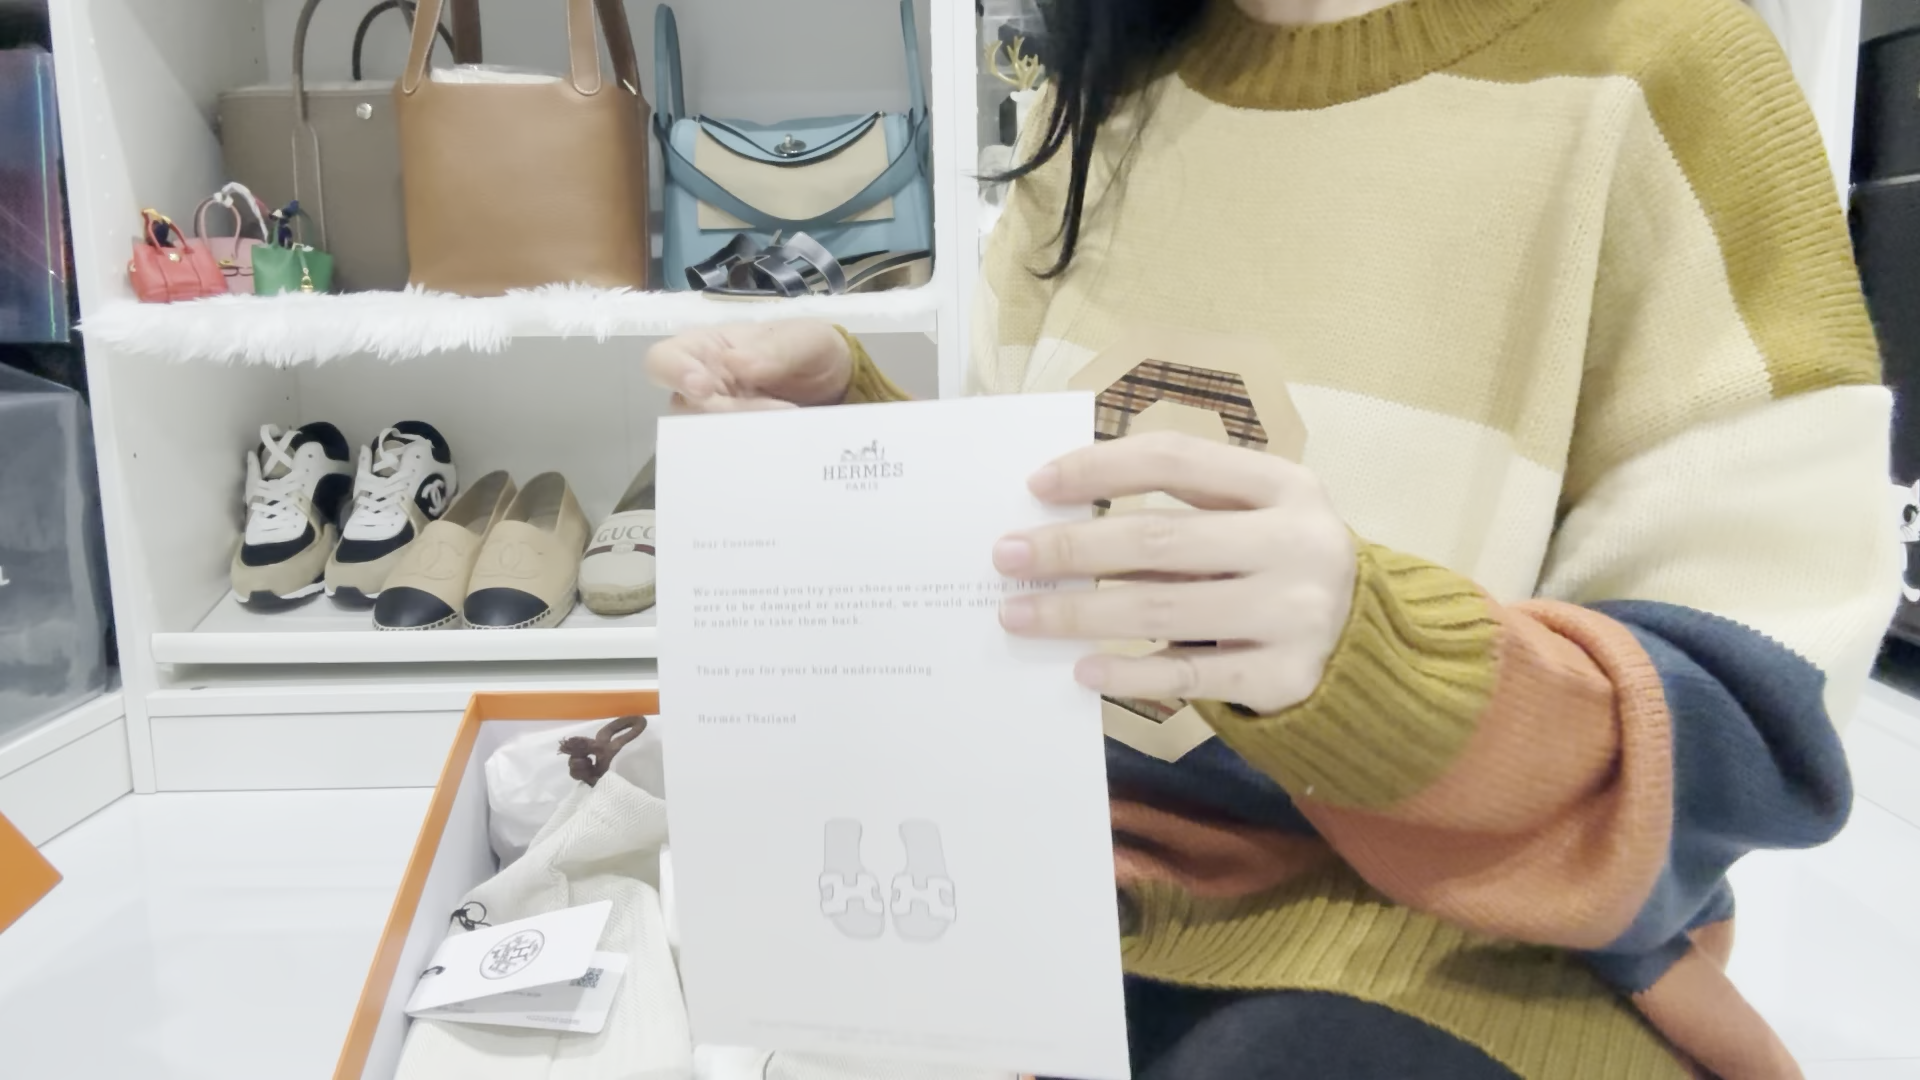 GUCC
HERMÈS
PARIS
Dear Customer,
We recommend you try your shoes on carpet or a rug, if they
were to be damaged or scratched, we would
be unable to take them back.
Thank you for your kind understanding
Hermès Thailand